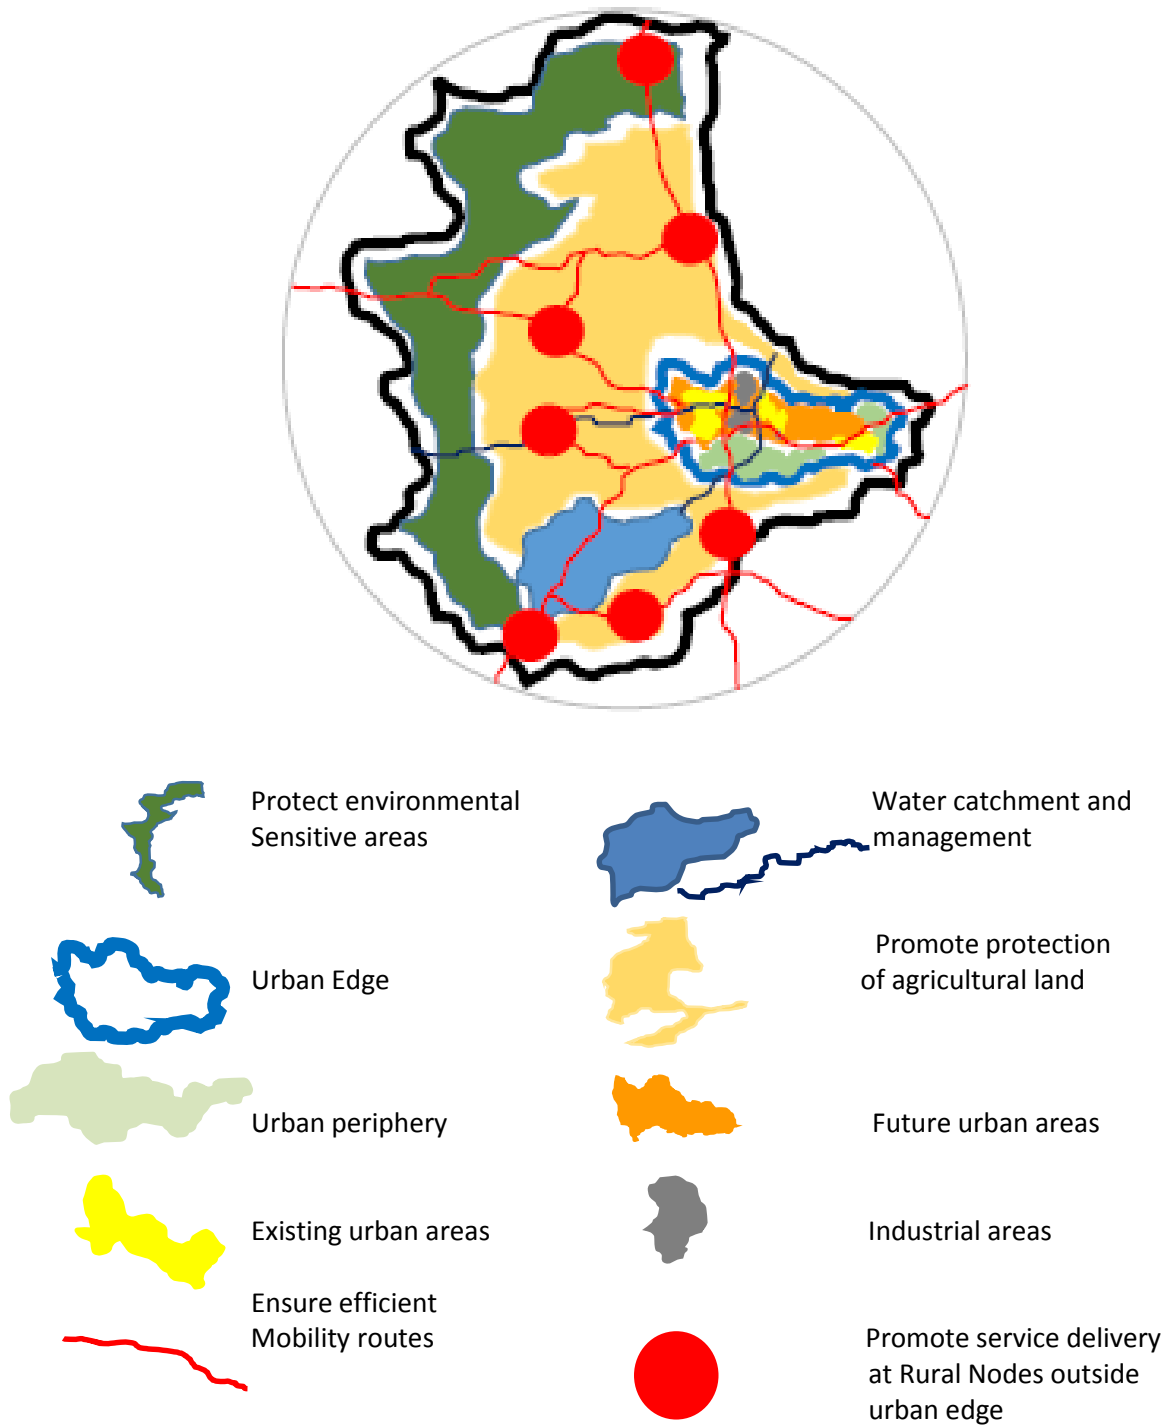 Protect environmental
Sensitive areas
Water catchment and
management
Urban Edge
Promote protection
of agricultural land
Urban periphery
Future urban areas
Existing urban areas
Industrial areas
Ensure efficient
Mobility routes
Promote service delivery
at Rural Nodes outside
urban edge